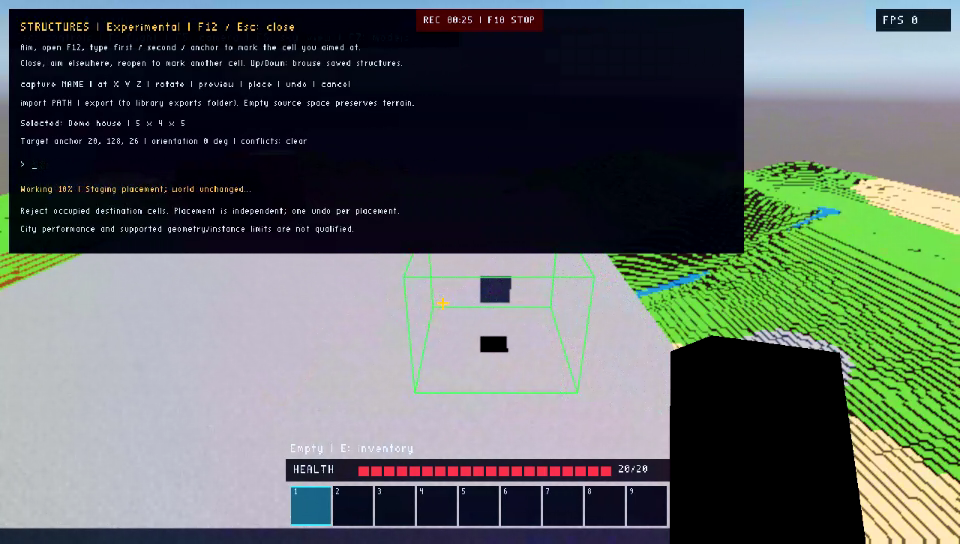 STRUCTURES | Experimental | F12 / Esc: close
REC 00:25 | F10 STOP
FPS 0
Aim, open F12, type first / second / anchor to mark the cell you aimed at.
Close, aim elsewhere, reopen to mark another cell. Up/Down: browse saved structures.
capture NAME | at X Y Z | rotate | preview | place | undo | cancel
import PATH | export (to library exports folder). Empty source space preserves terrain.
Selected: Demo house | 5 x 4 x 5
Target anchor 20, 128, 26 | orientation 0 deg | conflicts: clear
> _
Working 10% | Staging placement; world unchanged...
Reject occupied destination cells. Placement is independent; one undo per placement.
City performance and supported geometry/instance limits are not qualified.
Empty | E: Inventory
HEALTH 20/20
1 2 3 4 5 6 7 8 9